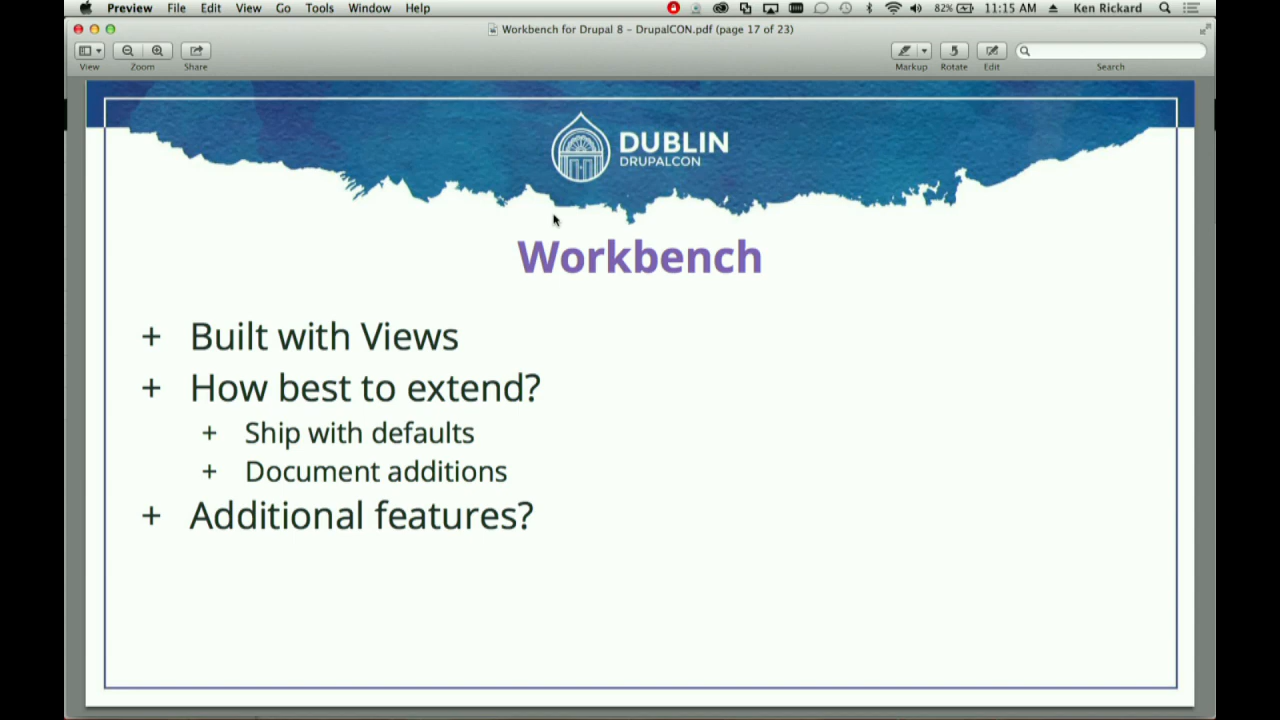 Preview File Edit View Go Tools Window Help 82% 11:15 AM Ken Rickard
Workbench for Drupal 8 – DrupalCON.pdf (page 17 of 23)
View Zoom Share Markup Rotate Edit Search
DUBLIN
DRUPALCON
Workbench
+ Built with Views
+ How best to extend?
+ Ship with defaults
+ Document additions
+ Additional features?